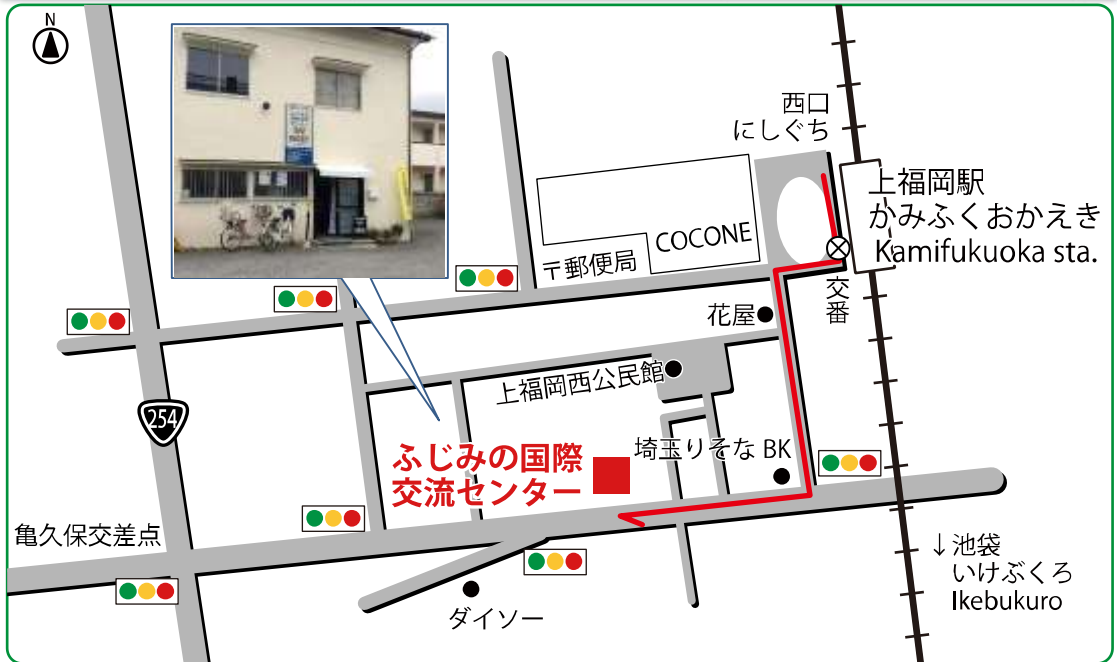 N
西口
にしぐち
上福岡駅
かみふくおかえき
Kamifukuoka sta.
COCONE
〒郵便局
交番
花屋
上福岡西公民館
254
埼玉りそな BK
ふじみの国際
交流センター
亀久保交差点
↓池袋
いけぶくろ
Ikebukuro
ダイソー